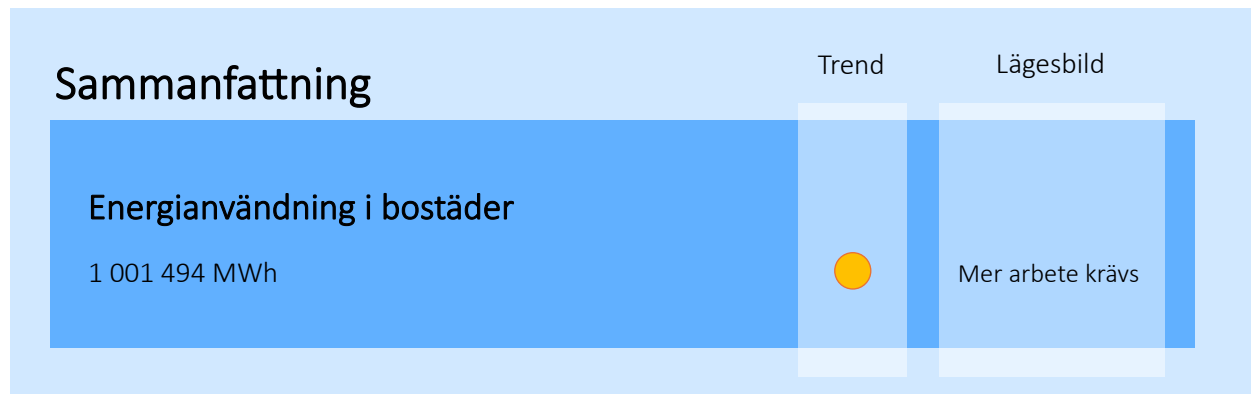 Sammanfattning
Trend
Lägesbild
Energianvändning i bostäder
1 001 494 MWh
Mer arbete krävs